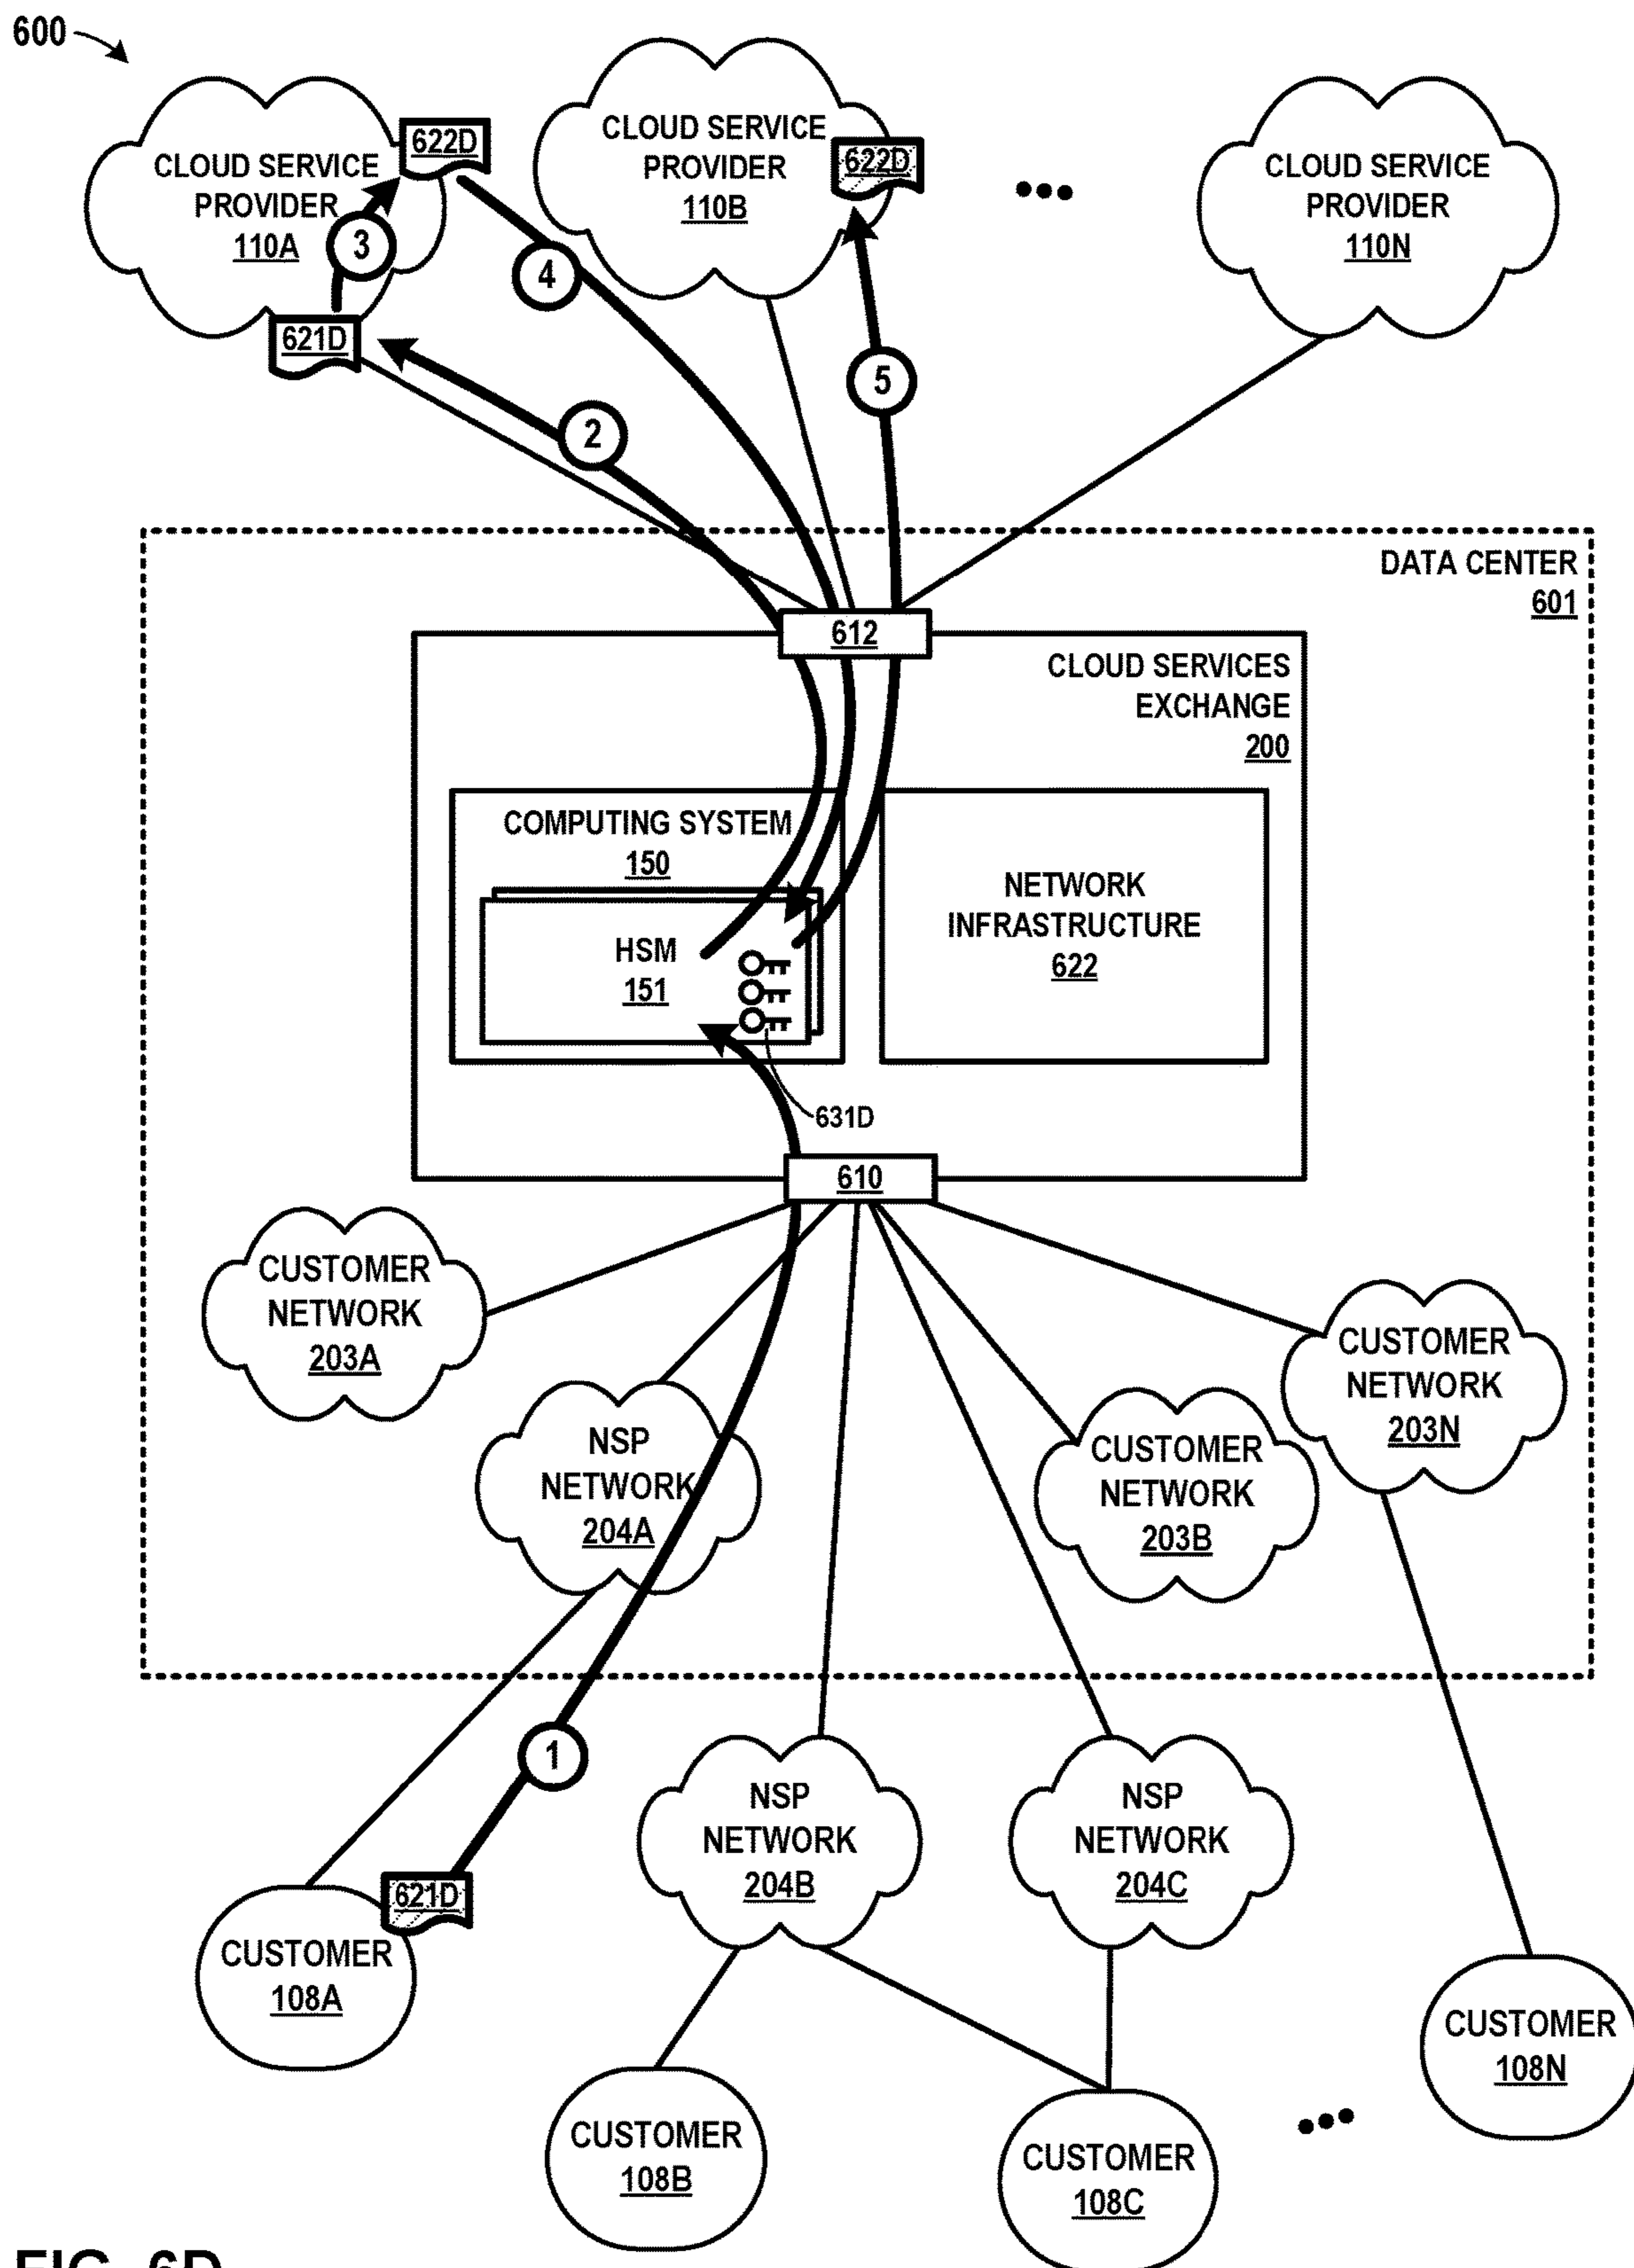 600
CLOUD SERVICE
PROVIDER
110A
622D
3
621D
CLOUD SERVICE
PROVIDER
110B
622D
CLOUD SERVICE
PROVIDER
110N
4
5
2
DATA CENTER
601
612
CLOUD SERVICES
EXCHANGE
200
COMPUTING SYSTEM
150
HSM
151
NETWORK
INFRASTRUCTURE
622
631D
610
CUSTOMER
NETWORK
203A
NSP
NETWORK
204A
CUSTOMER
NETWORK
203B
CUSTOMER
NETWORK
203N
1
621D
CUSTOMER
108A
NSP
NETWORK
204B
NSP
NETWORK
204C
CUSTOMER
108B
CUSTOMER
108C
CUSTOMER
108N
FIG. 6D